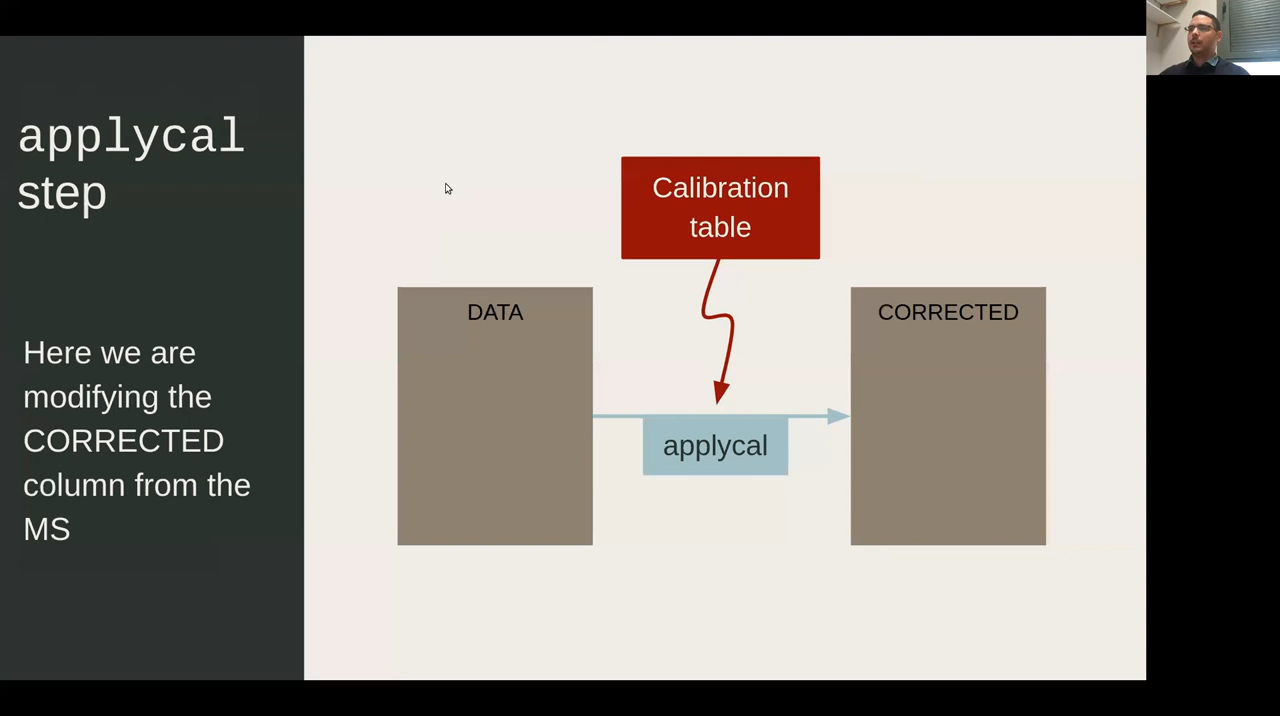 applycal
step
Here we are
modifying the
CORRECTED
column from the
MS
Calibration
table
DATA
applycal
CORRECTED